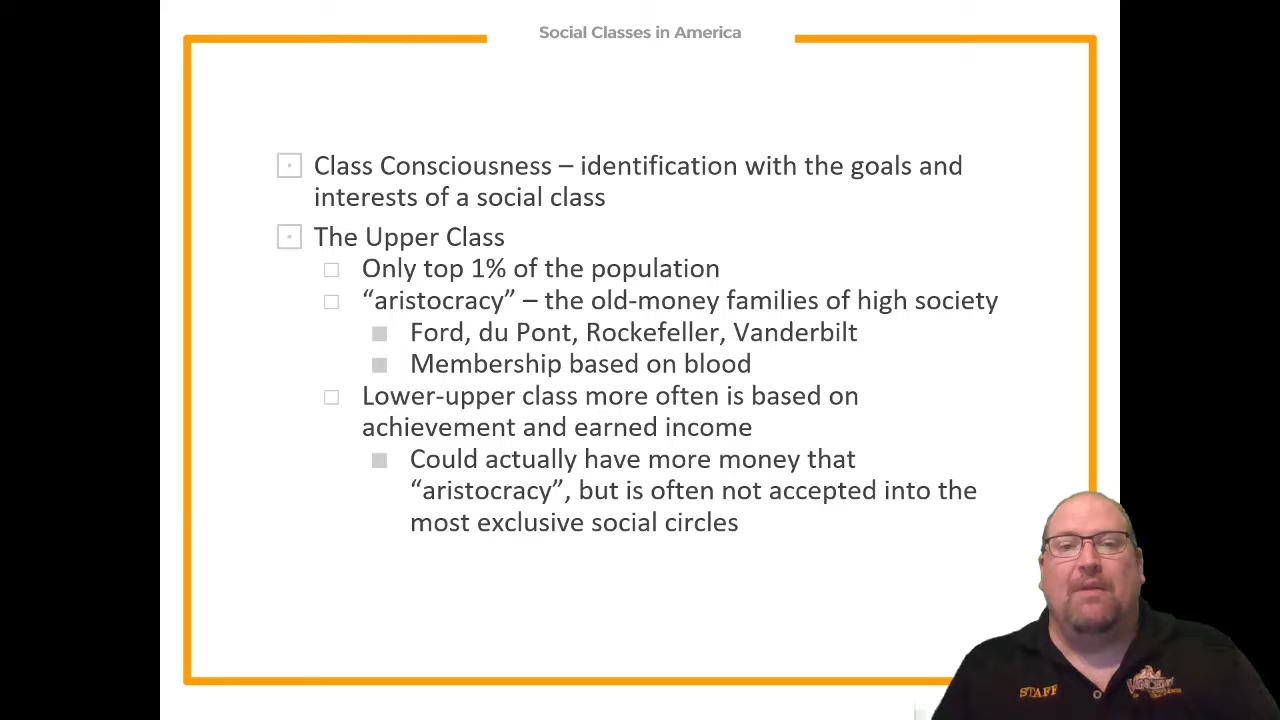 Social Classes in America
Class Consciousness – identification with the goals and
interests of a social class
The Upper Class
Only top 1% of the population
“aristocracy” – the old-money families of high society
Ford, du Pont, Rockefeller, Vanderbilt
Membership based on blood
Lower-upper class more often is based on
achievement and earned income
Could actually have more money that
“aristocracy”, but is often not accepted into the
most exclusive social circles
STAFF